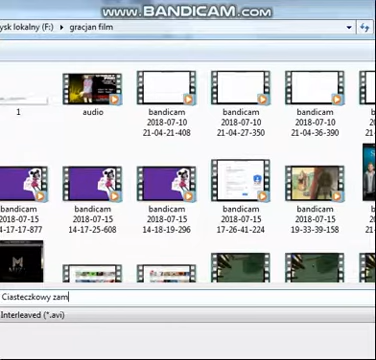 www.BANDICAM.com
ysk lokalny (F:) ▸ gracjan film
1
audio
bandicam
2018-07-10
21-04-21-408
bandicam
2018-07-10
21-04-27-350
bandicam
2018-07-10
21-04-36-390
bandicam
2018-07-15
14-17-17-877
bandicam
2018-07-15
14-17-25-608
bandicam
2018-07-15
14-18-19-296
bandicam
2018-07-15
17-26-41-224
bandicam
2018-07-15
19-33-39-158
Ciasteczkowy zam
Interleaved (*.avi)